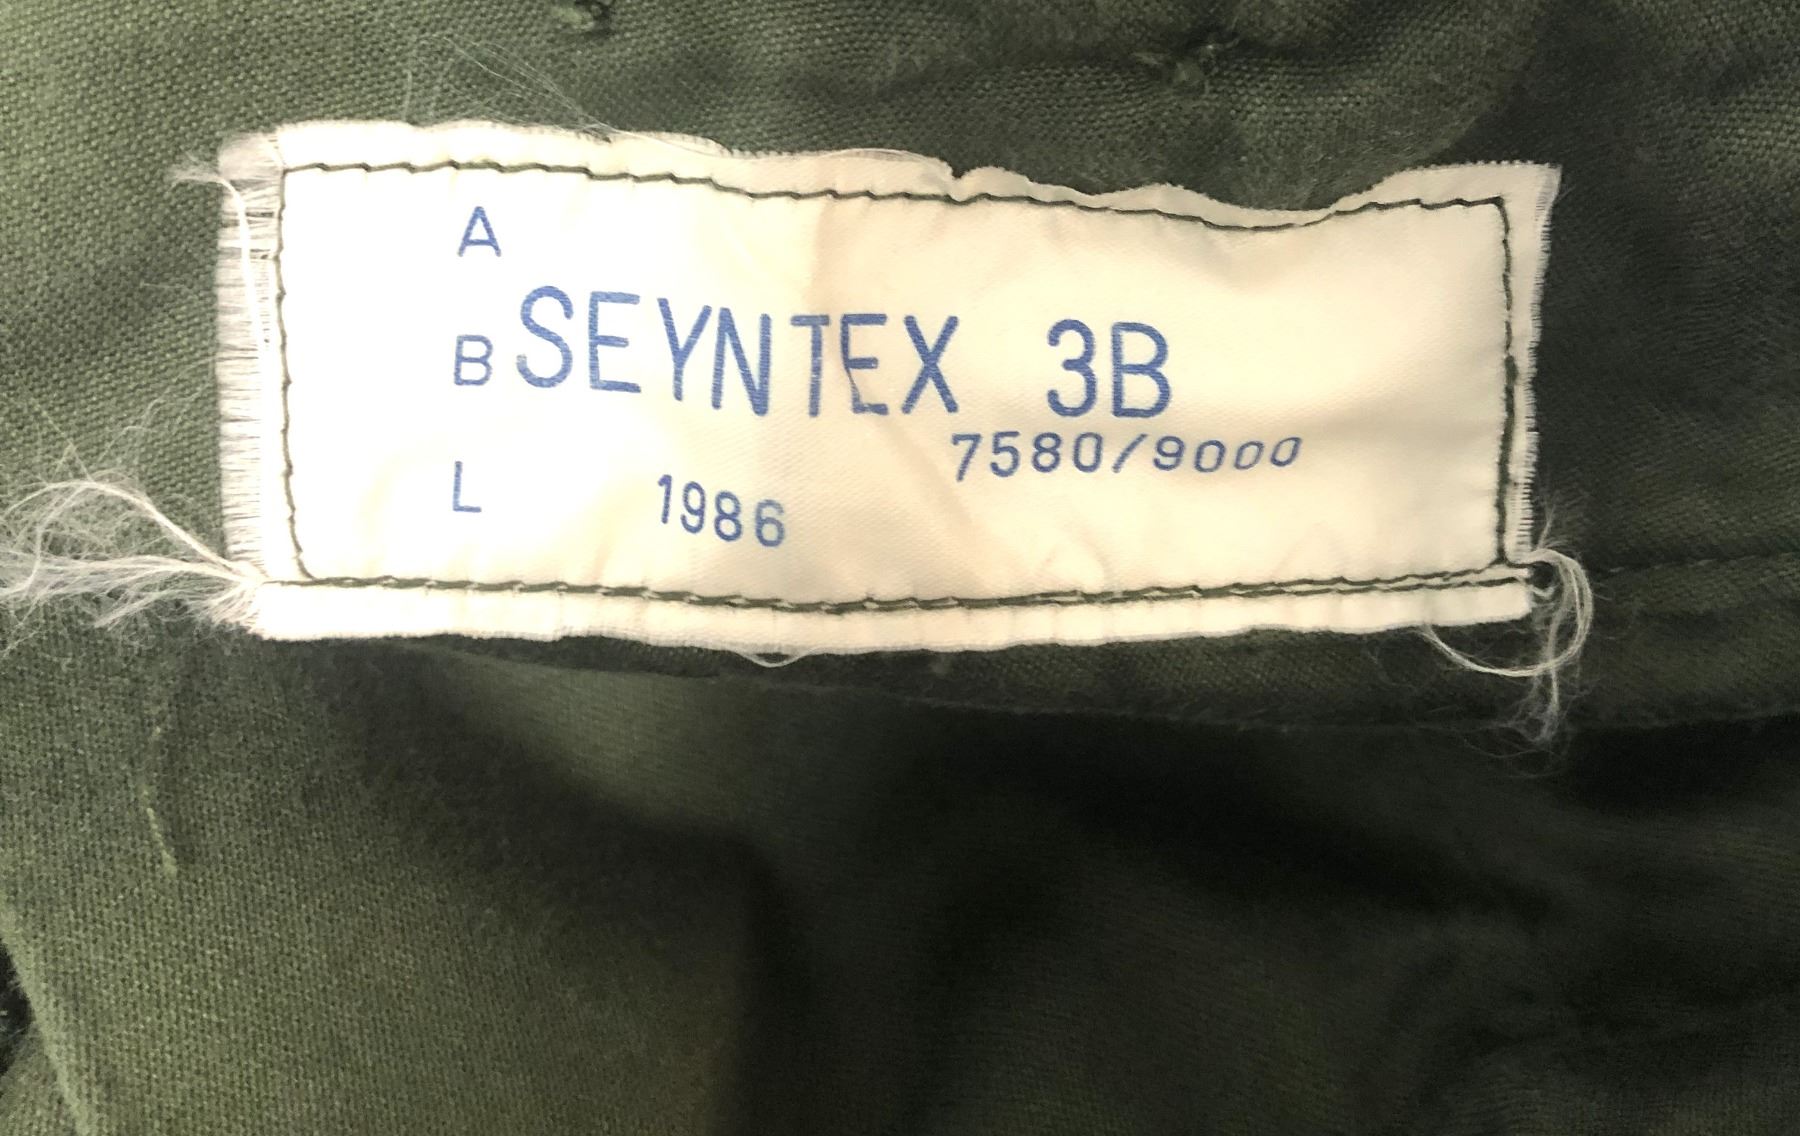 A
B SEYNTEX 3B
7580/9000
L 1986